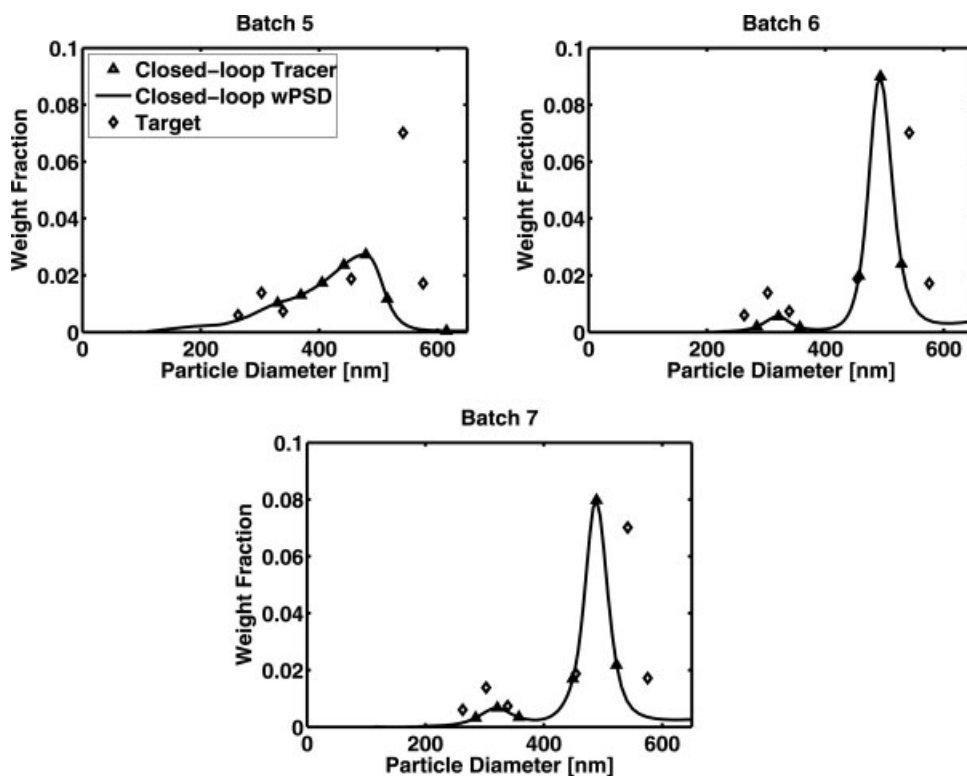 Batch 5
0.1
0.08
0.06
0.04
0.02
0
Weight Fraction
Closed-loop Tracer
Closed-loop wPSD
Target
0 200 400 600
Particle Diameter [nm]
Batch 6
0.1
0.08
0.06
0.04
0.02
0
Weight Fraction
0 200 400 600
Particle Diameter [nm]
Batch 7
0.1
0.08
0.06
0.04
0.02
0
Weight Fraction
0 200 400 600
Particle Diameter [nm]